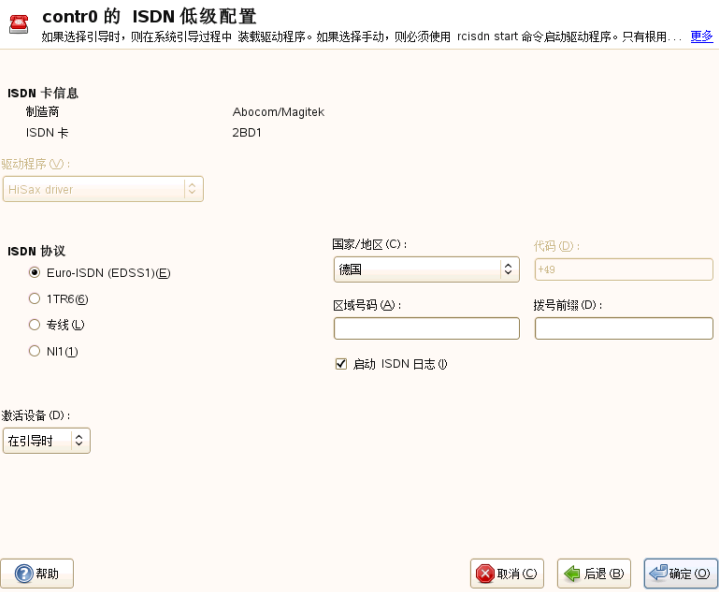 contr0 的 ISDN 低级配置
如果选择引导时，则在系统引导过程中 装载驱动程序。如果选择手动，则必须使用 rcisdn start 命令启动驱动程序。只有根用... 更多
ISDN 卡信息
制造商 Abocom/Magitek
ISDN 卡 2BD1
驱动程序(V)：
HiSax driver
ISDN 协议
Euro-ISDN (EDSS1)(E)
1TR6(6)
专线(L)
NI1(1)
国家/地区(C)： 代码(D)：
德国 +49
区域号码(A)： 拨号前缀(D)：
启动 ISDN 日志(I)
激活设备(D)：
在引导时
帮助 取消(C) 后退(B) 确定(O)